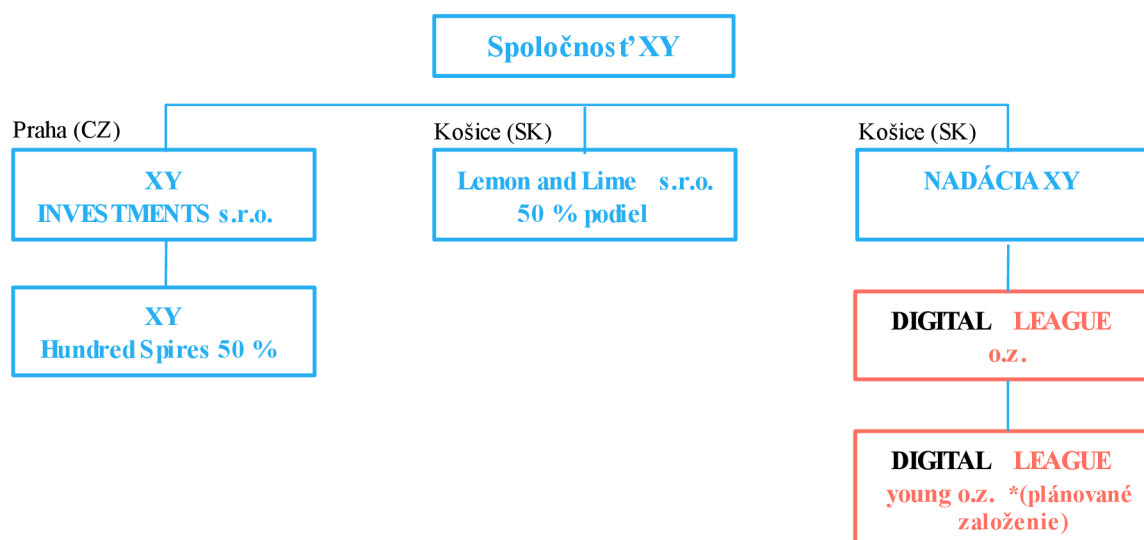 Spoločnosť XY
Praha (CZ)
XY
INVESTMENTS s.r.o.
XY
Hundred Spires 50 %
Košice (SK)
Lemon and Lime s.r.o.
50 % podiel
Košice (SK)
NADÁCIA XY
DIGITAL LEAGUE
o.z.
DIGITAL LEAGUE
young o.z. *(plánované
založenie)